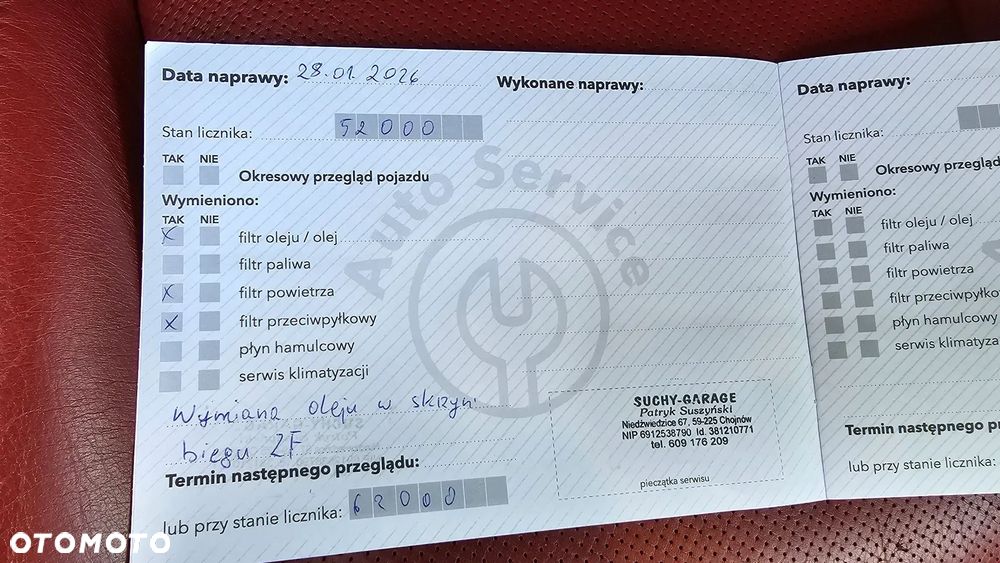 Data naprawy: 28.01.2026
Stan licznika: 52000
TAK NIE
Okresowy przegląd pojazdu
Wymieniono:
TAK NIE
X filtr oleju / olej
filtr paliwa
X filtr powietrza
X filtr przeciwpyłkowy
płyn hamulcowy
serwis klimatyzacji
Wymiana oleju w skrzyni
biegu ZF
Termin następnego przeglądu:
lub przy stanie licznika: 62000
Wykonane naprawy:
Auto Service
SUCHY-GARAGE
Patryk Suszyński
Niedźwiedzice 67, 59-225 Chojnów
NIP 6912538790 Id. 381210771
tel. 609 176 209
pieczątka serwisu
Data naprawy:
Stan licznika:
TAK NIE
Okresowy przegląd
Wymieniono:
TAK NIE
filtr oleju / olej
filtr paliwa
filtr powietrza
filtr przeciwpyłko
płyn hamulcowy
serwis klimatyza
Termin następnego p
lub przy stanie licznika:
OTOMOTO